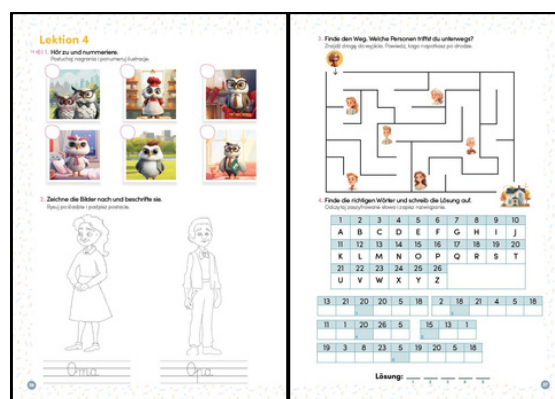 Lektion 4
1. Hör zu und nummeriere.
Posłuchaj nagrania i ponumeruj ilustracje.
2. Zeichne die Bilder nach und beschrifte sie.
Rysuj po śladzie i podpisz postacie.
Oma
Opa
3. Finde den Weg. Welche Personen triffst du unterwegs?
Znajdź drogę do wyjścia. Powiedz, kogo napotkasz po drodze.
4. Finde die richtigen Wörter und schreib die Lösung auf.
Odczytaj zaszyfrowane słowa i zapisz rozwiązanie.
1 2 3 4 5 6 7 8 9 10
A B C D E F G H I J
11 12 13 14 15 16 17 18 19 20
K L M N O P Q R S T
21 22 23 24 25 26
U V W X Y Z
13 21 20 20 5 18 2 18 21 4 5 18
11 1 20 26 5 15 13 1
19 3 8 23 5 19 20 5 18
Lösung:
1 2 3 4 5